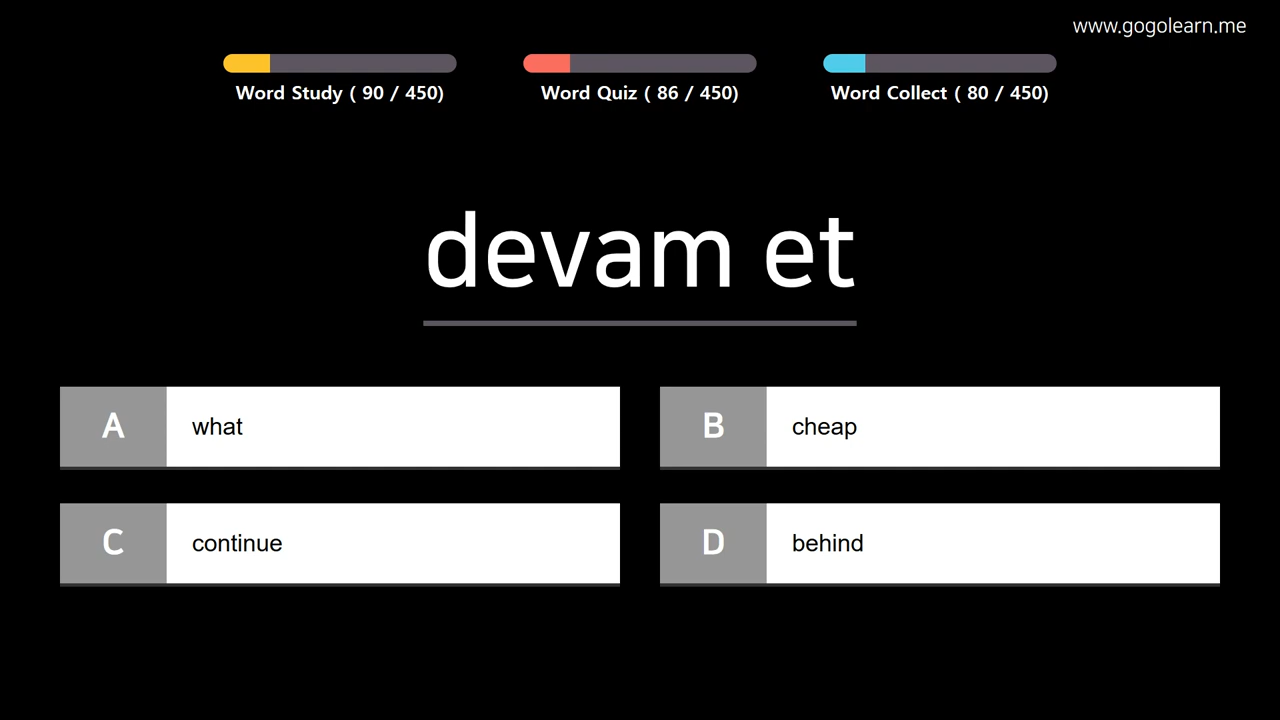 www.gogolearn.me
Word Study ( 90 / 450)
Word Quiz ( 86 / 450)
Word Collect ( 80 / 450)
devam et
A what
B cheap
C continue
D behind